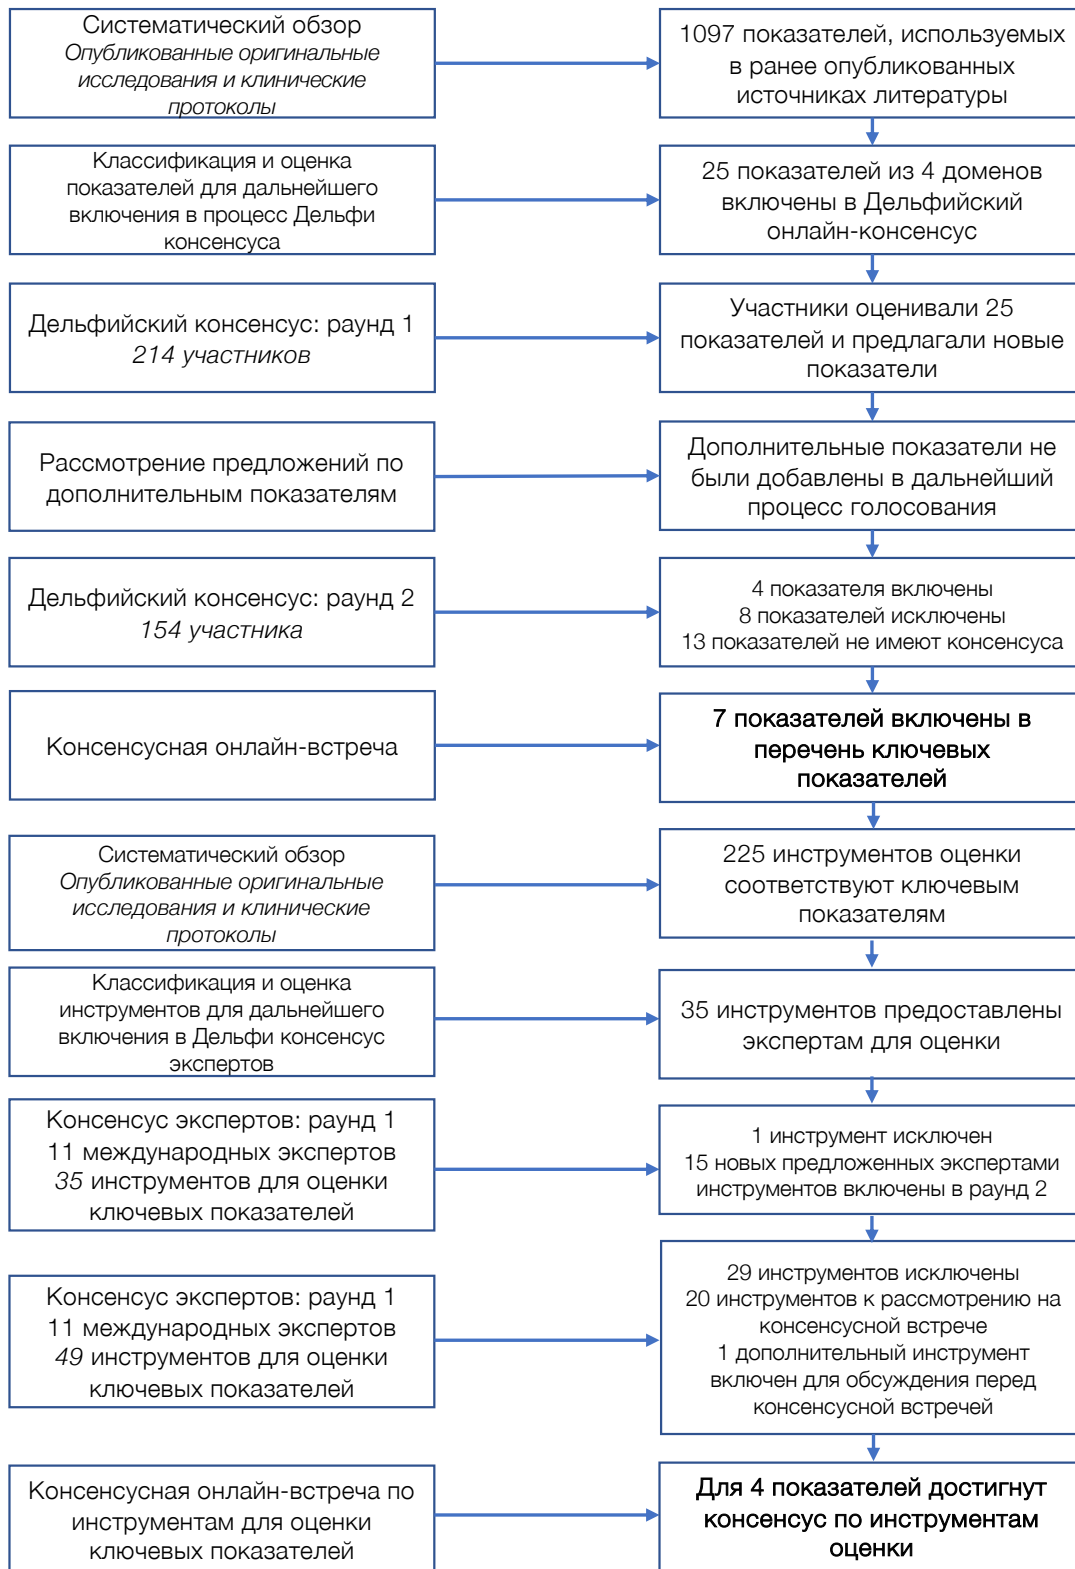 Систематический обзор
Опубликованные оригинальные
исследования и клинические
протоколы
1097 показателей, используемых
в ранее опубликованных
источниках литературы
Классификация и оценка
показателей для дальнейшего
включения в процесс Дельфи
консенсуса
25 показателей из 4 доменов
включены в Дельфийский
онлайн-консенсус
Дельфийский консенсус: раунд 1
214 участников
Участники оценивали 25
показателей и предлагали новые
показатели
Рассмотрение предложений по
дополнительным показателям
Дополнительные показатели не
были добавлены в дальнейший
процесс голосования
Дельфийский консенсус: раунд 2
154 участника
4 показателя включены
8 показателей исключены
13 показателей не имеют консенсуса
Консенсусная онлайн-встреча
7 показателей включены в
перечень ключевых
показателей
Систематический обзор
Опубликованные оригинальные
исследования и клинические
протоколы
225 инструментов оценки
соответствуют ключевым
показателям
Классификация и оценка
инструментов для дальнейшего
включения в Дельфи консенсус
экспертов
35 инструментов предоставлены
экспертам для оценки
Консенсус экспертов: раунд 1
11 международных экспертов
35 инструментов для оценки
ключевых показателей
1 инструмент исключен
15 новых предложенных экспертами
инструментов включены в раунд 2
Консенсус экспертов: раунд 1
11 международных экспертов
49 инструментов для оценки
ключевых показателей
29 инструментов исключены
20 инструментов к рассмотрению на
консенсусной встрече
1 дополнительный инструмент
включен для обсуждения перед
консенсусной встречей
Консенсусная онлайн-встреча по
инструментам для оценки
ключевых показателей
Для 4 показателей достигнут
консенсус по инструментам
оценки